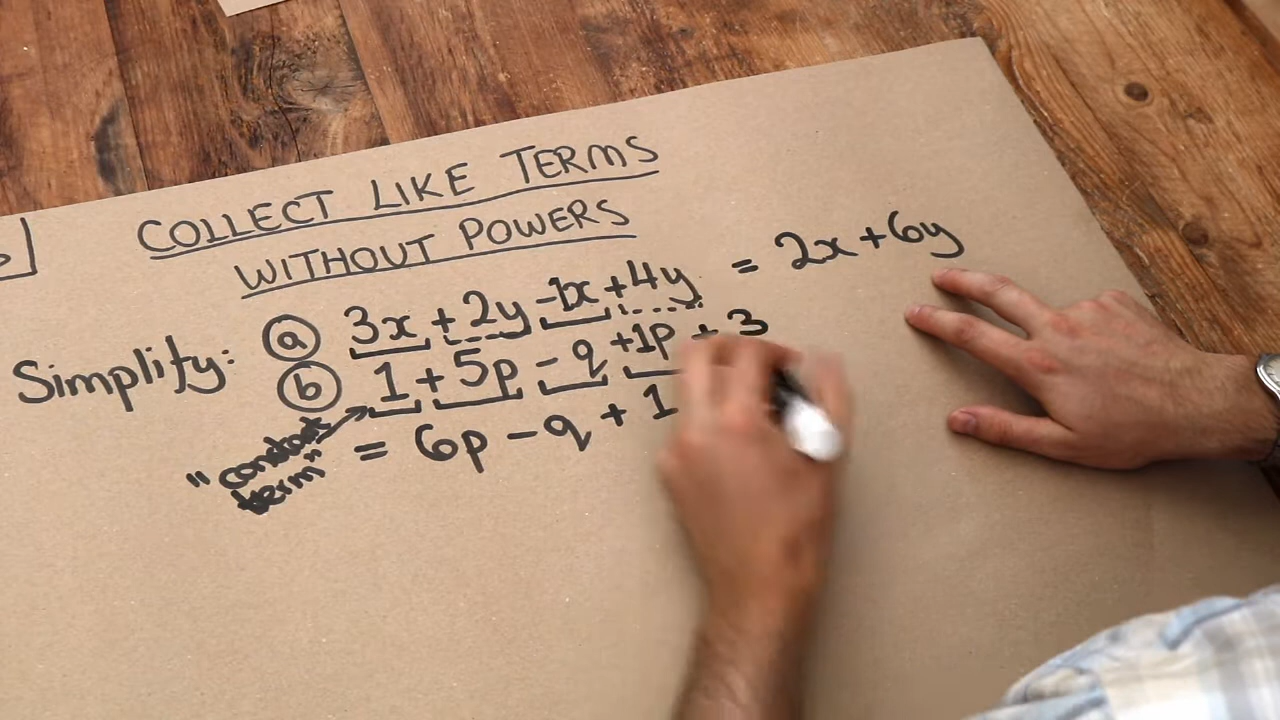 COLLECT LIKE TERMS
WITHOUT POWERS
Simplify: a 3x + 2y - 1x + 4y = 2x + 6y
b 1 + 5p - q + 1p + 3
"constant
term"
= 6p - q + 1